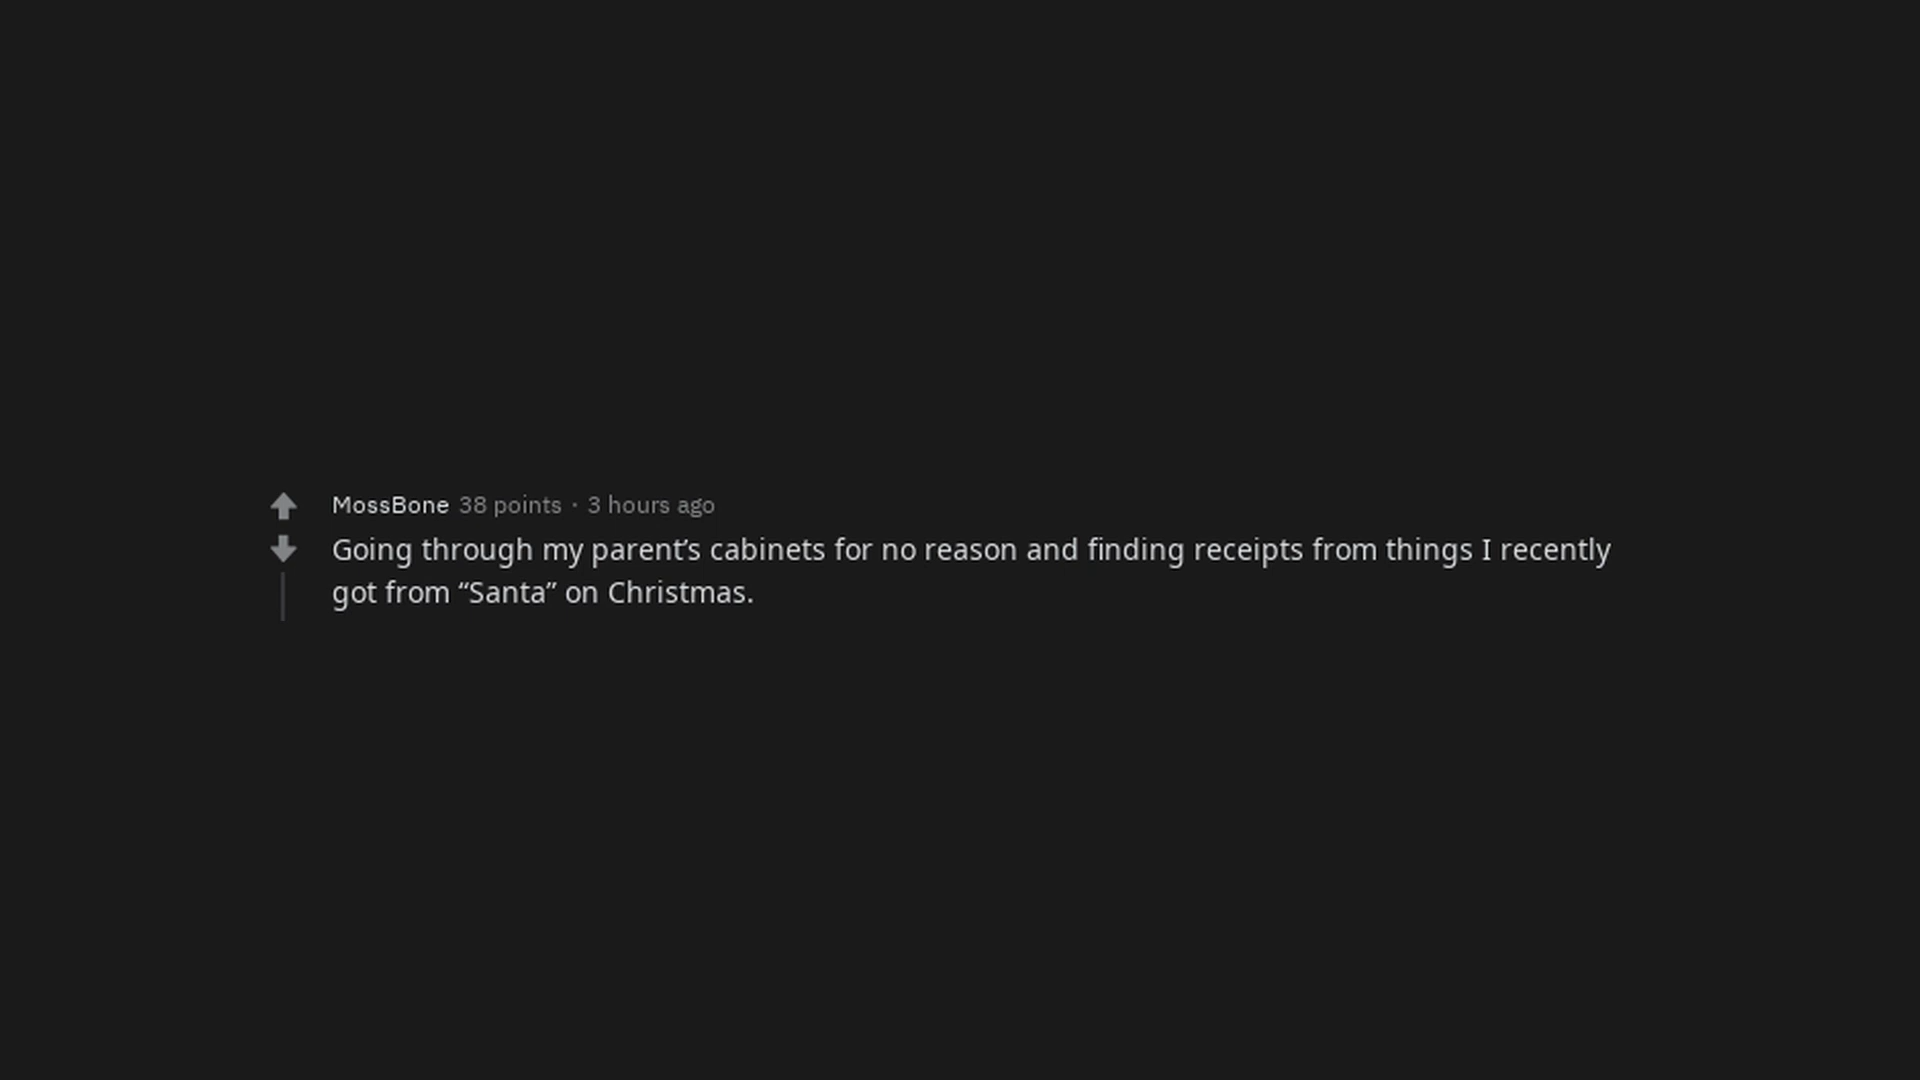 MossBone 38 points · 3 hours ago
Going through my parent’s cabinets for no reason and finding receipts from things I recently
got from “Santa” on Christmas.